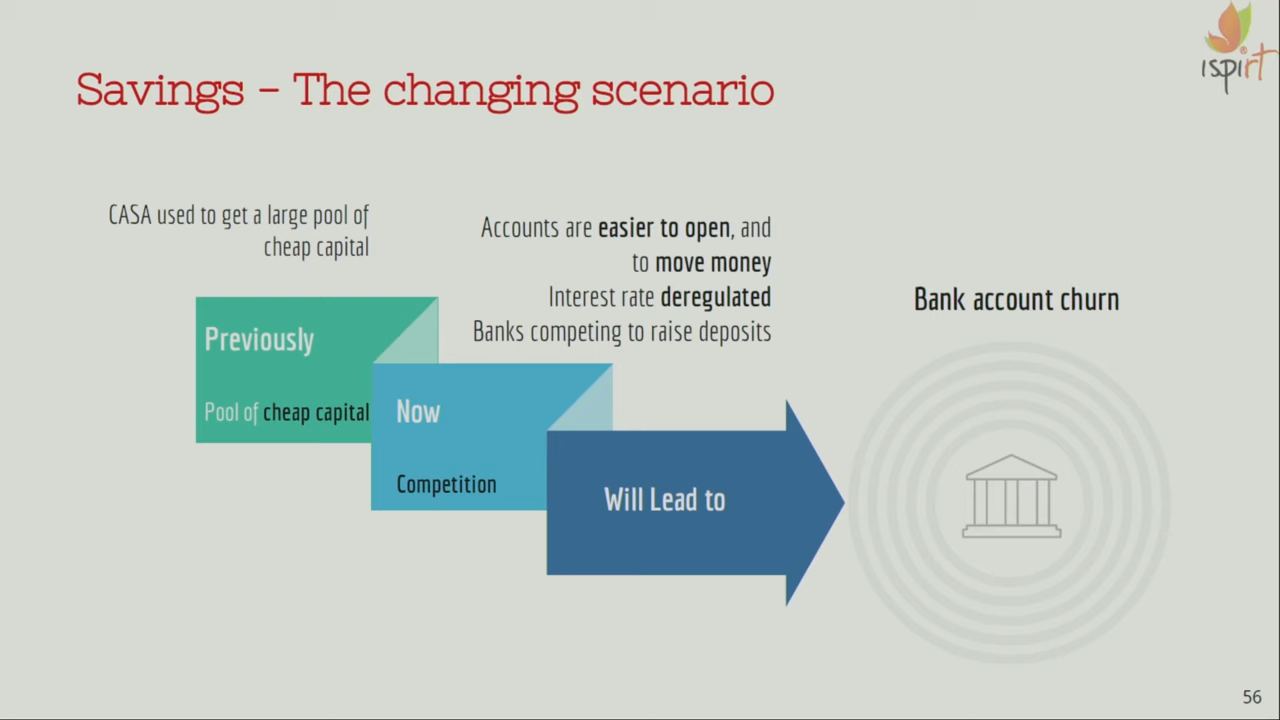 ispirt
Savings – The changing scenario
CASA used to get a large pool of
cheap capital
Accounts are easier to open, and
to move money
Interest rate deregulated
Banks competing to raise deposits
Bank account churn
Previously
Pool of cheap capital
Now
Competition
Will Lead to
56